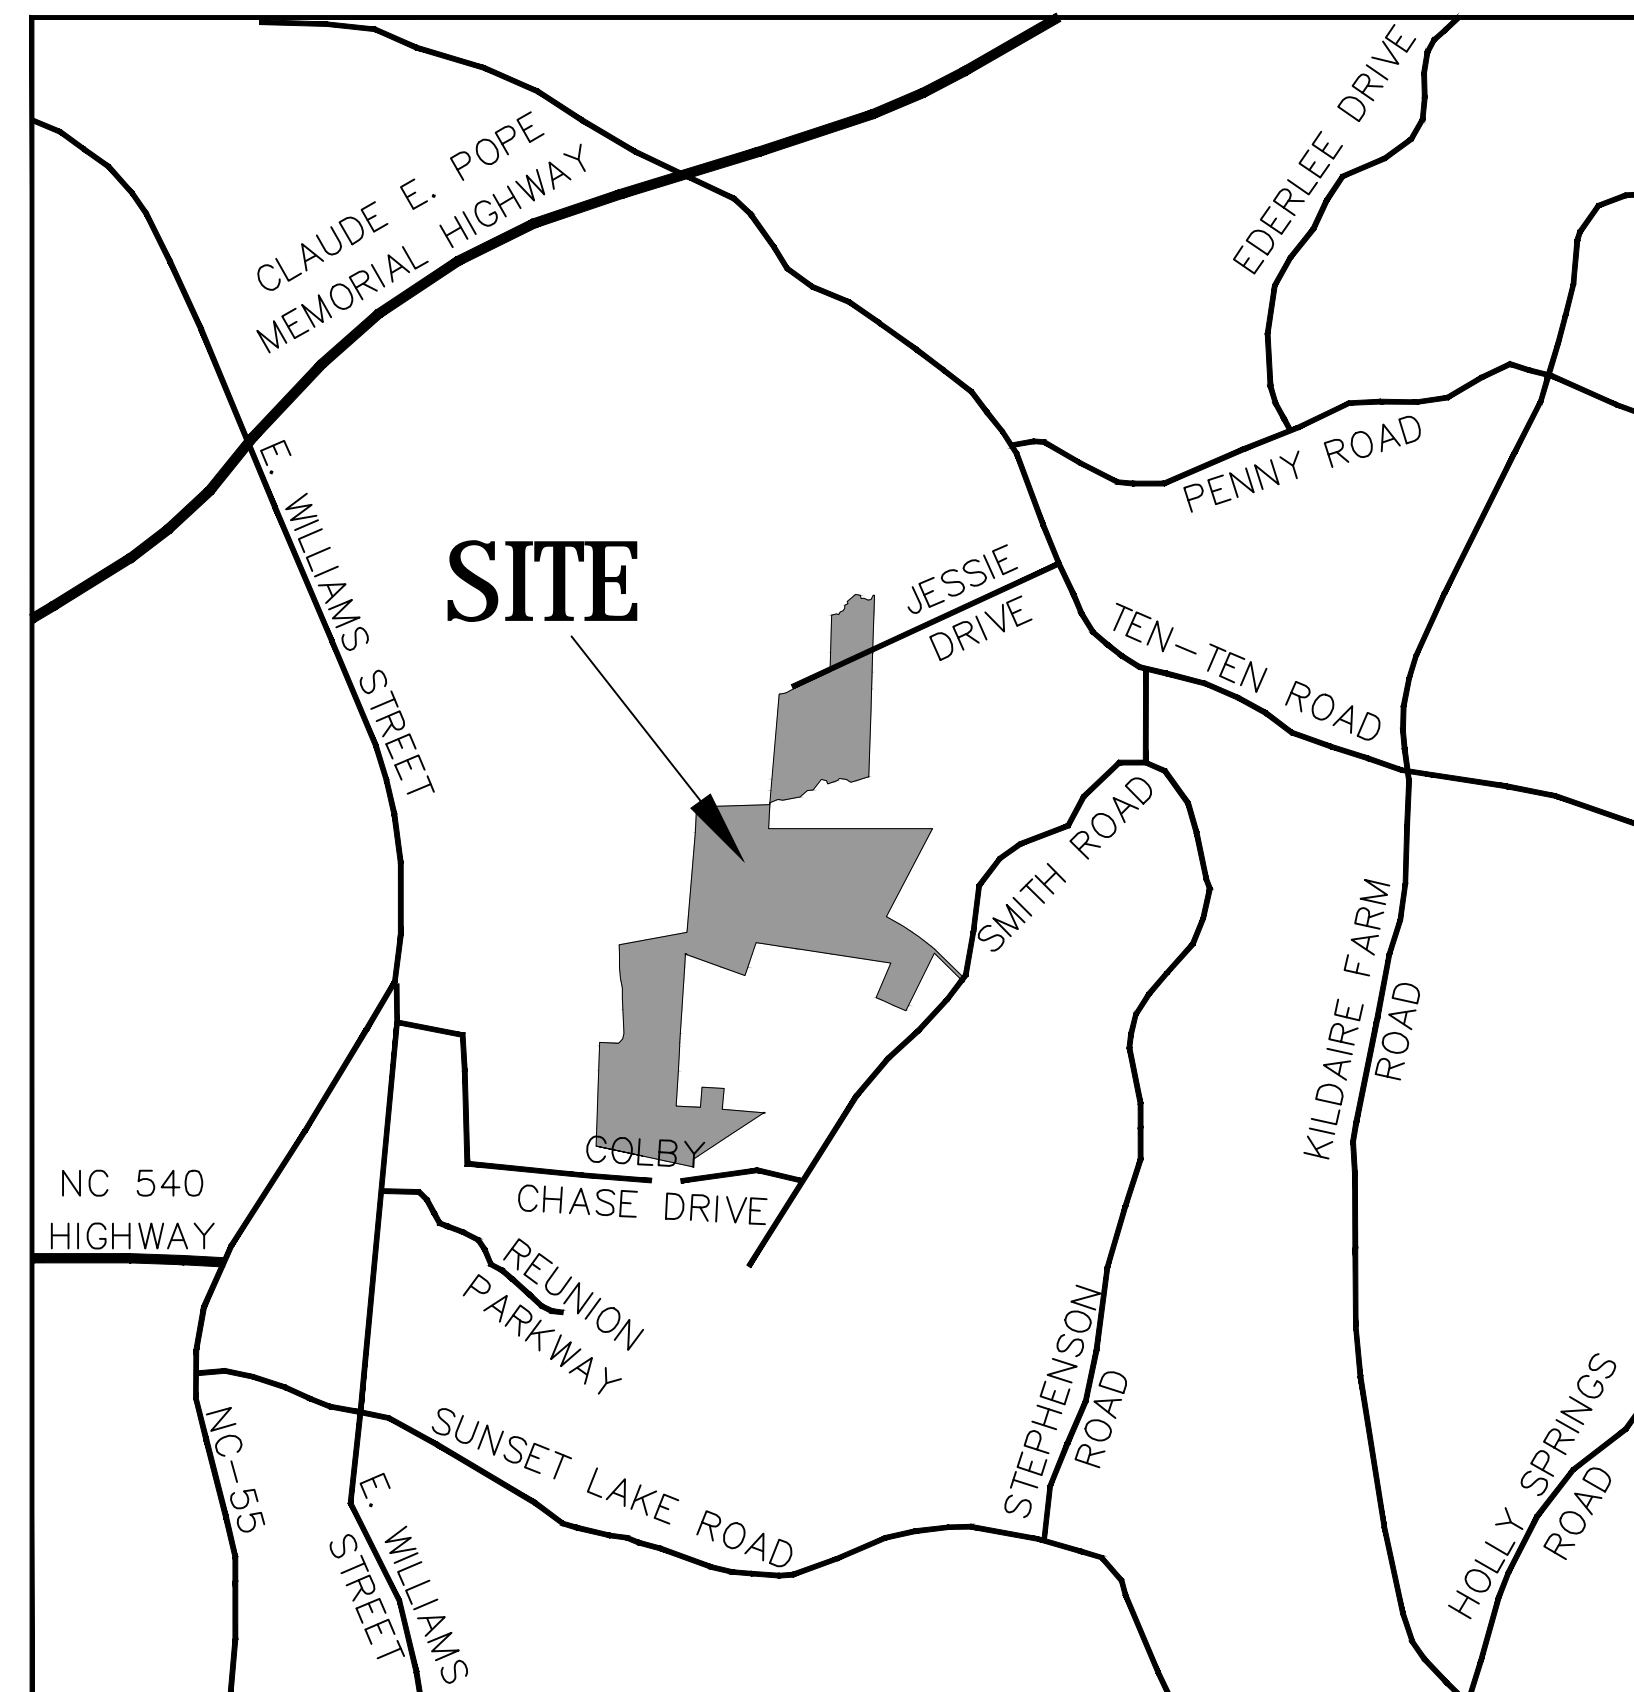 EDERLEE DRIVE
CLAUDE E. POPE
MEMORIAL HIGHWAY
PENNY ROAD
E. WILLIAMS STREET
SITE
JESSIE
DRIVE
TEN-TEN ROAD
SMITH ROAD
KILDAIRE FARM
ROAD
COLBY
CHASE DRIVE
NC 540
HIGHWAY
REUNION
PARKWAY
STEPHENSON
ROAD
HOLLY SPRINGS
ROAD
NC-55
SUNSET LAKE ROAD
E. WILLIAMS
STREET